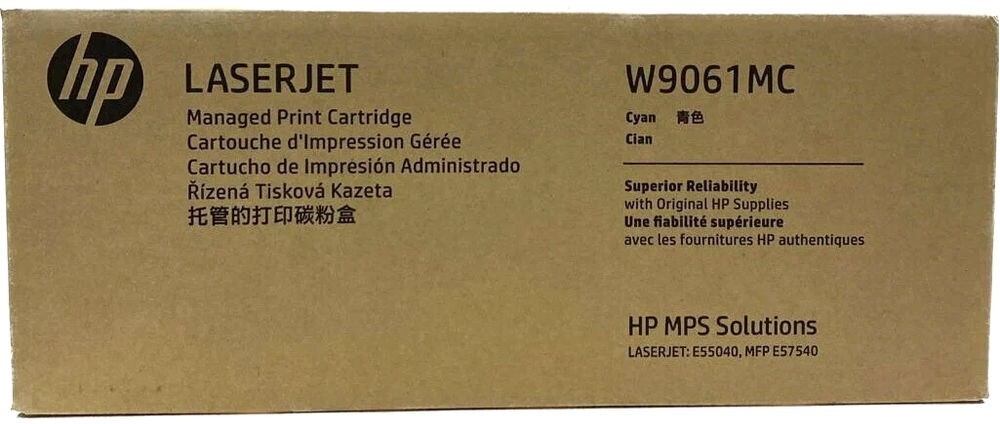 hp
LASERJET
Managed Print Cartridge
Cartouche d'Impression Gérée
Cartucho de Impresión Administrado
Řízená Tisková Kazeta
托管的打印碳粉盒
W9061MC
Cyan 青色
Cian
Superior Reliability
with Original HP Supplies
Une fiabilité supérieure
avec les fournitures HP authentiques
HP MPS Solutions
LASERJET: E55040, MFP E57540